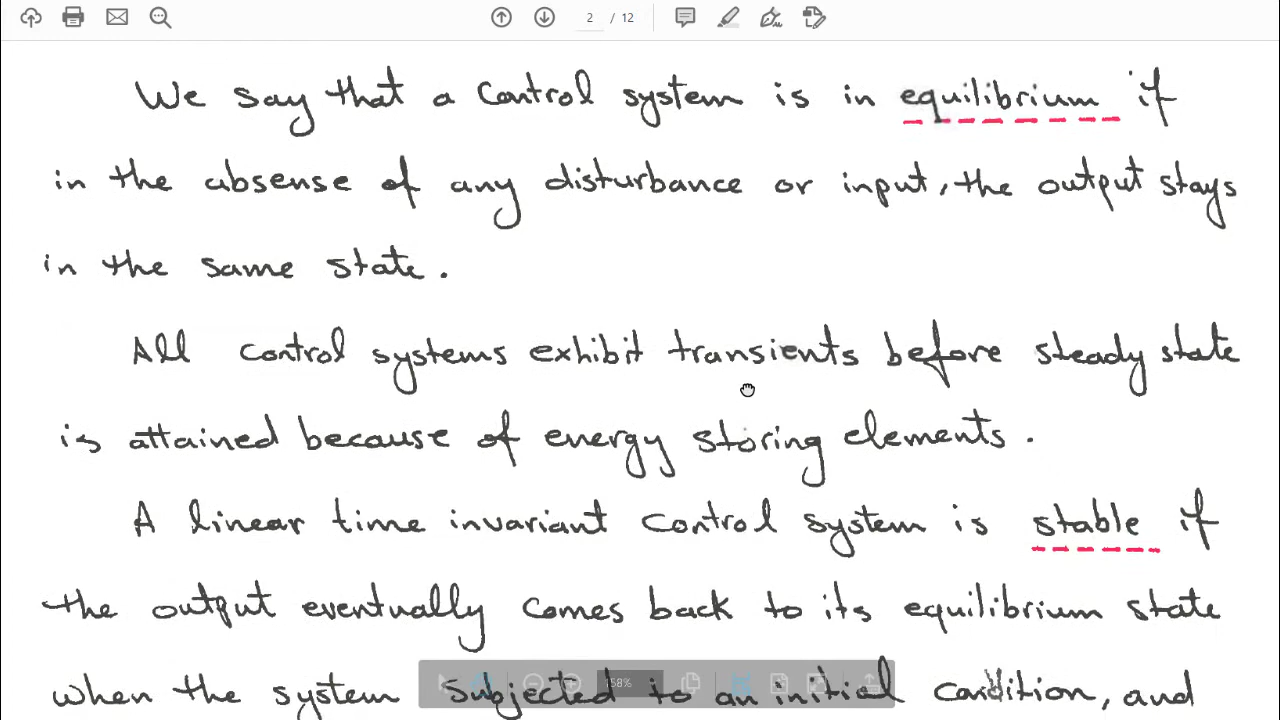 2 / 12
We say that a control system is in equilibrium if
in the absense of any disturbance or input, the output stays
in the same state.
All control systems exhibit transients before steady state
is attained because of energy storing elements.
A linear time invariant control system is stable if
the output eventually comes back to its equilibrium state
when the system subjected to an initial condition, and
158%